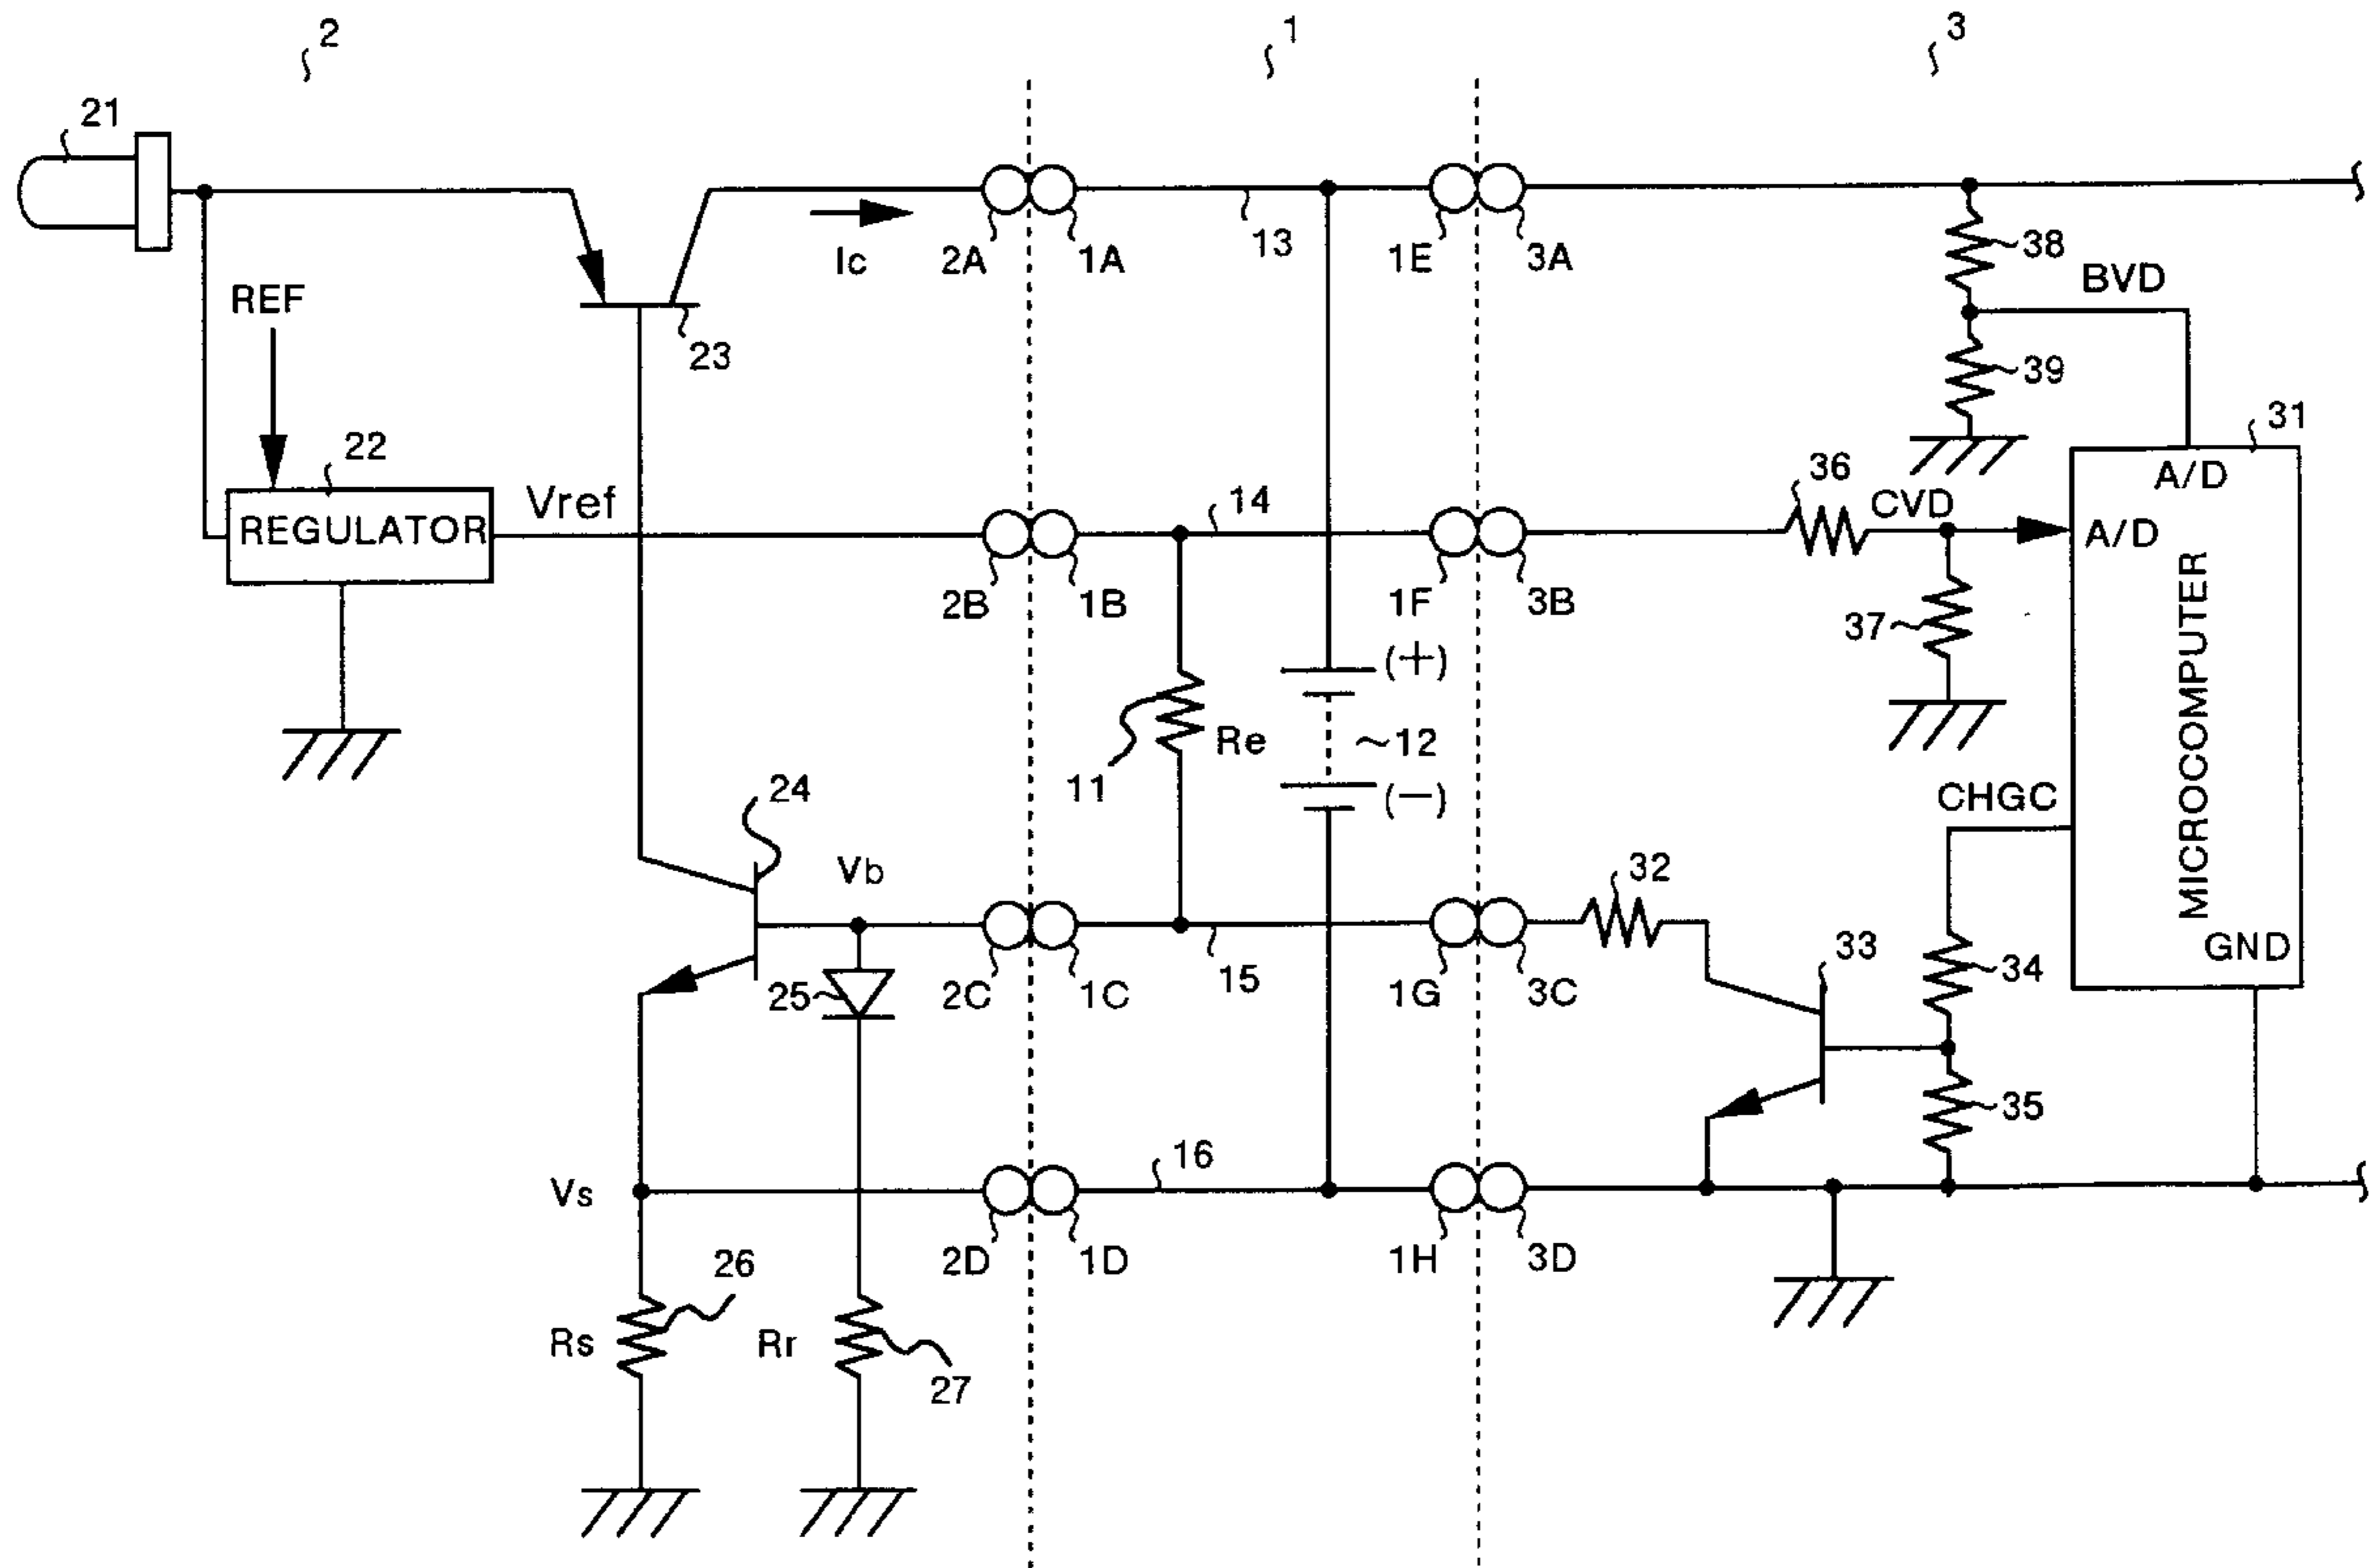 2
1
3
21
REF
Ic
2A
1A
13
1E
3A
38
BVD
23
39
22
REGULATOR
Vref
14
36
CVD
31
A/D
A/D
2B
1B
1F
3B
37
MICROCOMPUTER
(+)
11
Re
12
(—)
CHGC
24
Vb
32
33
GND
25
2C
1C
15
1G
3C
34
35
Vs
16
2D
1D
1H
3D
26
Rs
Rr
27